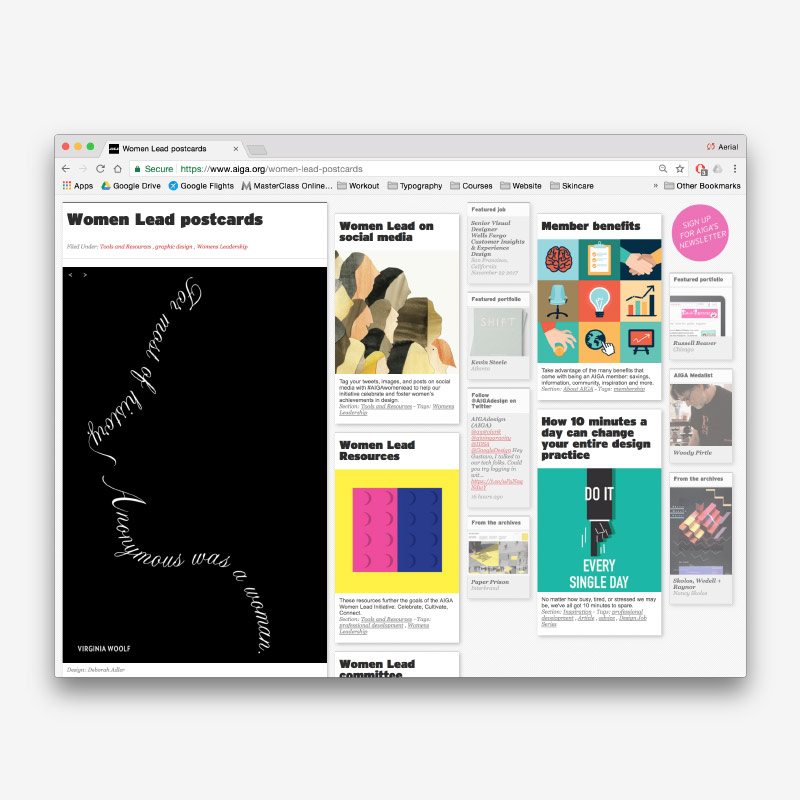 Women Lead postcards
Aerial
Secure
https://www.aiga.org/women-lead-postcards
Apps
Google Drive
Google Flights
MasterClass Online...
Workout
Typography
Courses
Website
Skincare
»
Other Bookmarks
Women Lead postcards
Filed Under: Tools and Resources , graphic design , Womens Leadership
< >
For most of history,
Anonymous was a woman.
VIRGINIA WOOLF
Design: Deborah Adler
Women Lead on
social media
Tag your tweets, images, and posts on social
media with #AIGAwomenlead to help our
initiative celebrate and foster women's
achievements in design.
Section: Tools and Resources - Tags: Womens
Leadership
Women Lead
Resources
These resources further the goals of the AIGA
Women Lead Initiative: Celebrate, Cultivate,
Connect.
Section: Tools and Resources - Tags:
professional development , Womens
Leadership
Women Lead
committee
Featured job
Senior Visual
Designer
Wells Fargo
Customer Insights
& Experience
Design
San Francisco,
California
November 22 2017
Featured portfolio
SHIFT
Kevin Steele
Atlanta
Follow
@AIGAdesign on
Twitter
AIGAdesign
(AIGA)
@GoogleDesign Hey
Gustavo, I talked to
our tech folks. Could
you try logging in
16 hours ago
From the archives
Paper Prison
Interbrand
Member benefits
Take advantage of the many benefits that
come with being an AIGA member: savings,
information, community, inspiration and more.
Section: About AIGA - Tags: membership
How 10 minutes a
day can change
your entire design
practice
DO IT
EVERY
SINGLE DAY
No matter how busy, tired, or stressed we may
be, we've all got 10 minutes to spare.
Section: Inspiration - Tags: professional
development , Article , advice , Design Job
Series
SIGN UP
FOR AIGA'S
NEWSLETTER
Featured portfolio
Russell Beaver
Chicago
AIGA Medalist
Woody Pirtle
From the archives
Skolos, Wedell +
Raynor
Nancy Skolos